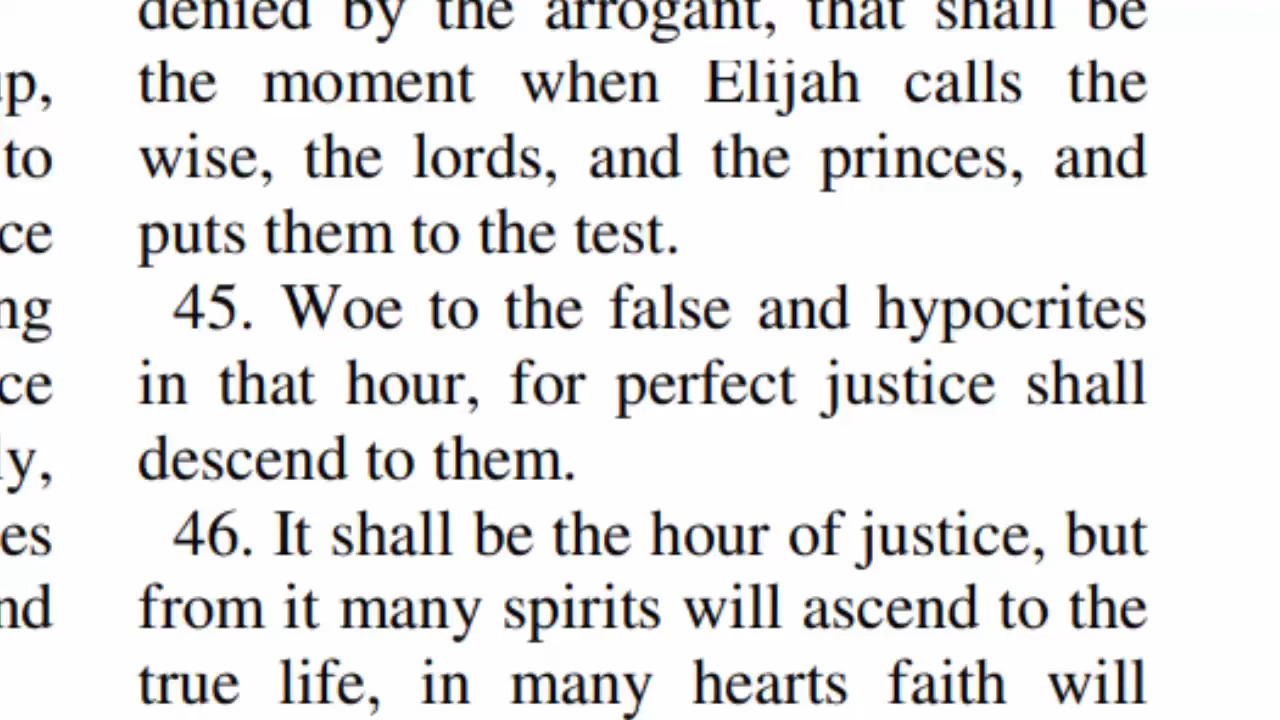 denied by the arrogant, that shall be
the moment when Elijah calls the
wise, the lords, and the princes, and
puts them to the test.
45. Woe to the false and hypocrites
in that hour, for perfect justice shall
descend to them.
46. It shall be the hour of justice, but
from it many spirits will ascend to the
true life, in many hearts faith will